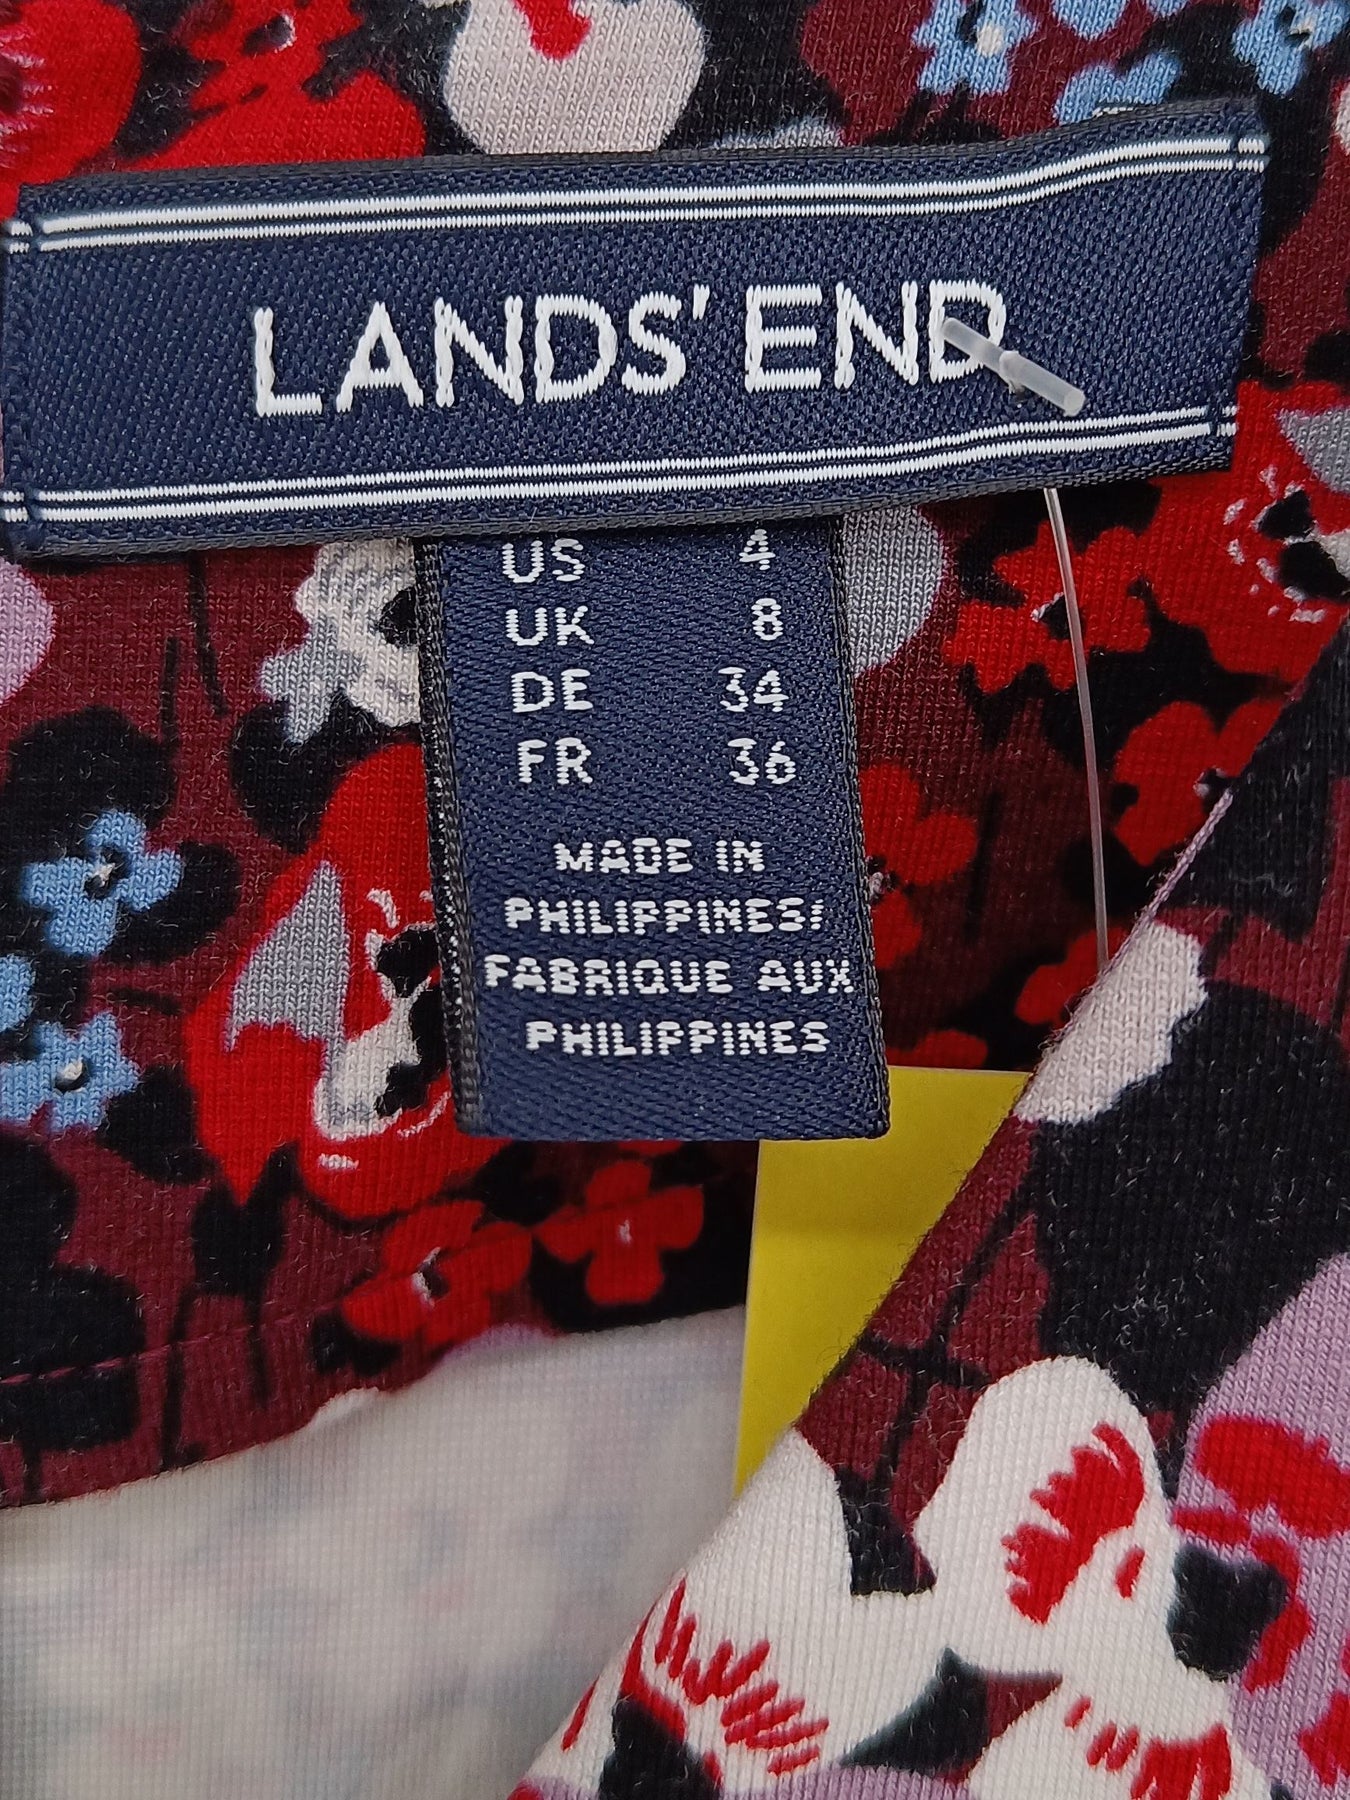 LANDS' END
US 4
UK 8
DE 34
FR 36
MADE IN
PHILIPPINES/
FABRIQUE AUX
PHILIPPINES